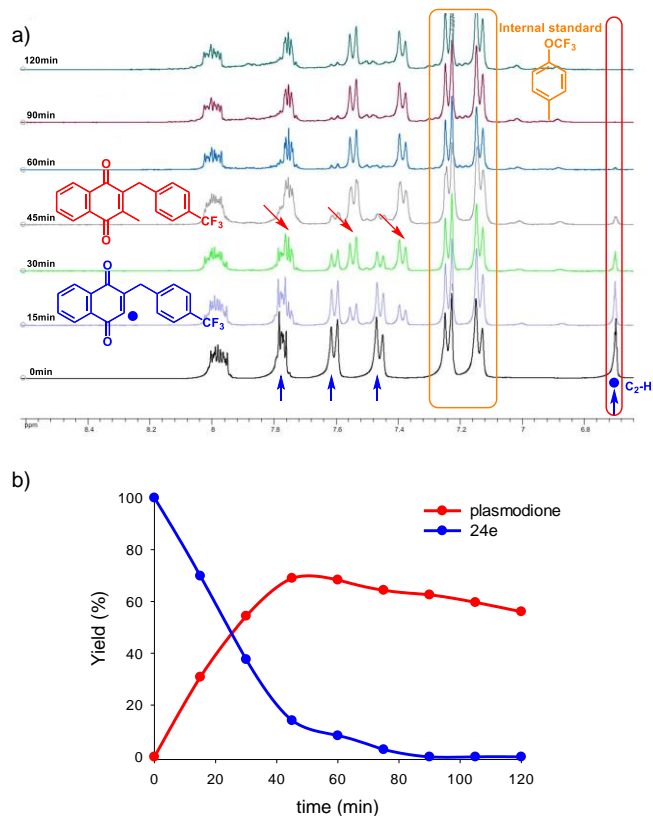 a)
Internal standard
OCF3
120min
90min
60min
O
O
CF3
45min
30min
O
O
CF3
15min
0min
C2-H
ppm
8.4
8.2
8
7.8
7.6
7.4
7.2
7
6.8
b)
100
80
60
40
20
0
Yield (%)
plasmodione
24e
0
20
40
60
80
100
120
time (min)